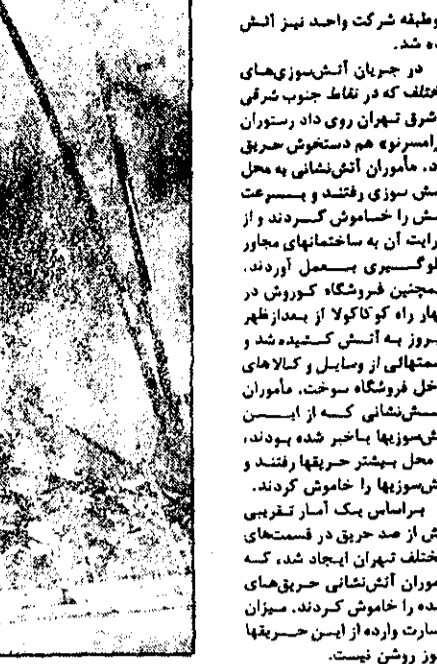 وظیفه شرکت واحد نیز آتش
ده شد.
در جریان آتش‌سوزی‌های
ختلف که در نقاط جنوب شرقی
شرق تهران روی داد رستوران
رامسرنو» هم دستخوش حریق
د. مأموران آتش‌نشانی به محل
ش سوزی رفتند و بسرعت
ش را خاموش کردند و از
رایت آن به ساختمانهای مجاور
لوگیری بعمل آوردند.
مچنین فروشگاه کوروش در
هار راه کوکاکولا از بعدازظهر
یروز به آتش کشیده شد و
سمتهائی از وسایل و کالاهای
خل فروشگاه سوخت. مأموران
ش‌نشانی که از این
ش‌سوزیها باخبر شده بودند،
محل بیشتر حریقها رفتند و
ش‌سوزیها را خاموش کردند.
براساس یک آمار تقریبی
ش از صد حریق در قسمت‌های
ختلف تهران ایجاد شد، که
موران آتش‌نشانی حریق‌های
ده را خاموش کردند. میزان
سارت وارده از این حریقها
وز روشن نیست.